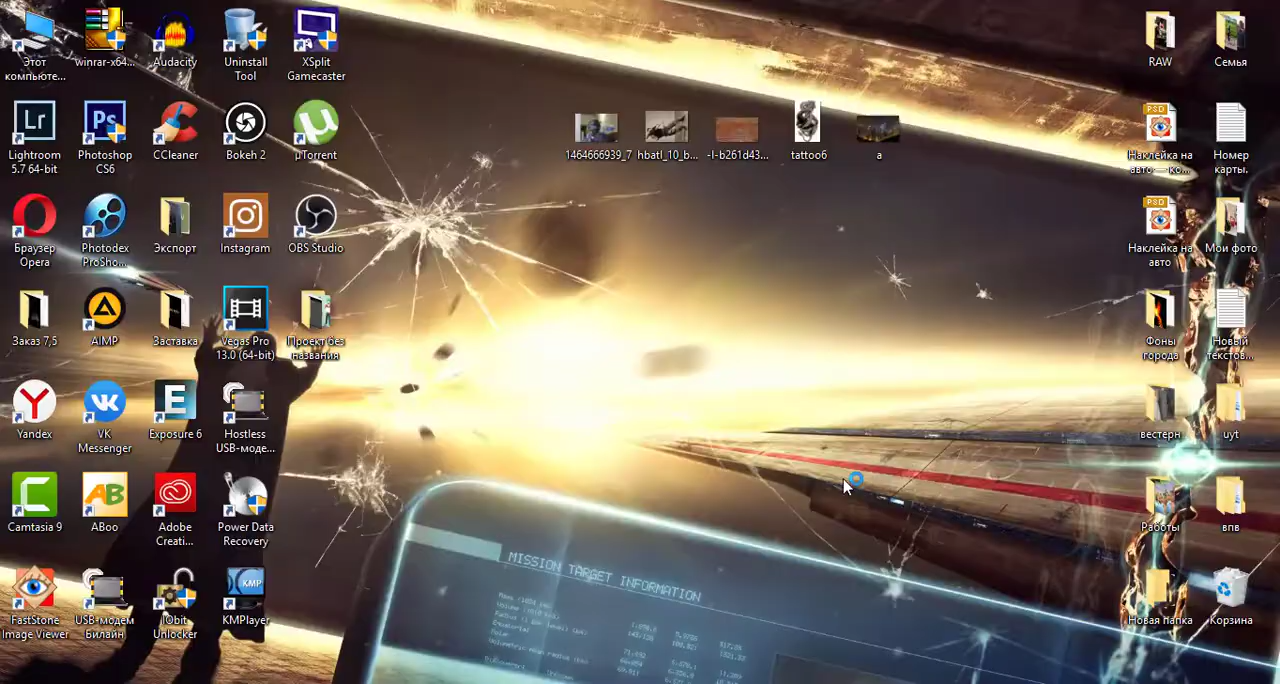 Этот
компьюте...
winrar-x64...
Audacity
Uninstall
Tool
XSplit
Gamecaster
Lightroom
5.7 64-bit
Photoshop
CS6
CCleaner
Bokeh 2
µTorrent
Браузер
Opera
Photodex
ProSho...
Экспорт
Instagram
OBS Studio
Заказ 7,5
AIMP
Заставка
Vegas Pro
13.0 (64-bit)
Проект без
названия
Yandex
VK
Messenger
Exposure 6
Hostless
USB-моде...
Camtasia 9
ABoo
Adobe
Creati...
Power Data
Recovery
FastStone
Image Viewer
USB-модем
Билайн
IObit
Unlocker
KMPlayer
1464666939_7
hbatl_10_b...
-I-b261d43...
tattoo6
a
RAW
Семья
PSD
Наклейка на
авто — ко...
Номер
карты.
PSD
Наклейка на
авто
Мои фото
Фоны
города
Новый
текстов...
вестерн
uyt
Работы
впв
Новая папка
Корзина
MISSION TARGET INFORMATION